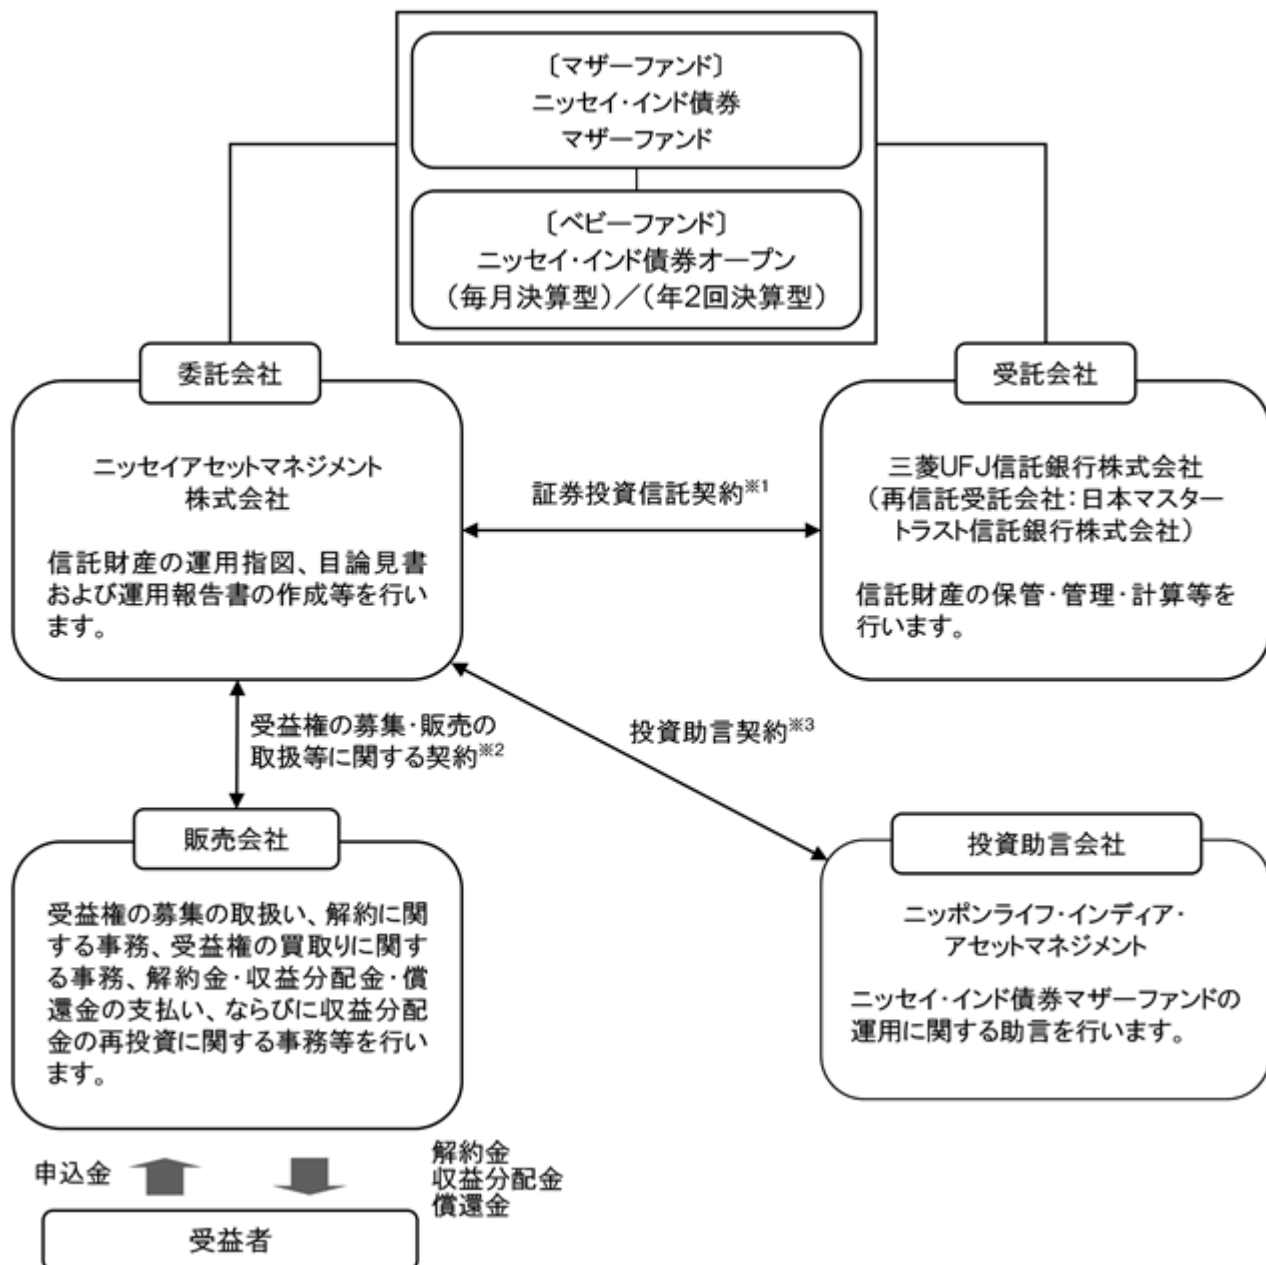 〔マザーファンド〕
ニッセイ・インド債券
マザーファンド
〔ベビーファンド〕
ニッセイ・インド債券オープン
（毎月決算型）／（年2回決算型）
委託会社
ニッセイアセットマネジメント
株式会社
信託財産の運用指図、目論見書
および運用報告書の作成等を行い
ます。
証券投資信託契約※1
受託会社
三菱UFJ信託銀行株式会社
（再信託受託会社：日本マスター
トラスト信託銀行株式会社）
信託財産の保管・管理・計算等を
行います。
受益権の募集・販売の
取扱等に関する契約※2
投資助言契約※3
販売会社
受益権の募集の取扱い、解約に関
する事務、受益権の買取りに関す
る事務、解約金・収益分配金・償
還金の支払い、ならびに収益分配
金の再投資に関する事務等を行い
ます。
投資助言会社
ニッポンライフ・インディア・
アセットマネジメント
ニッセイ・インド債券マザーファンドの
運用に関する助言を行います。
申込金
解約金
収益分配金
償還金
受益者